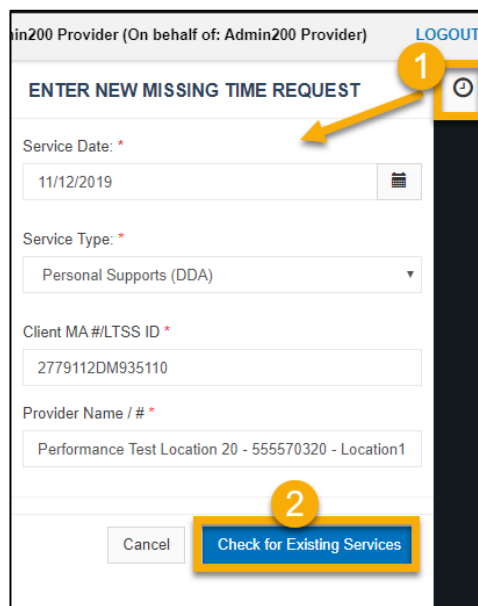 in200 Provider (On behalf of: Admin200 Provider) LOGOUT
1
ENTER NEW MISSING TIME REQUEST
Service Date: *
11/12/2019
Service Type: *
Personal Supports (DDA)
Client MA #/LTSS ID *
2779112DM935110
Provider Name / # *
Performance Test Location 20 - 555570320 - Location1
2
Cancel Check for Existing Services